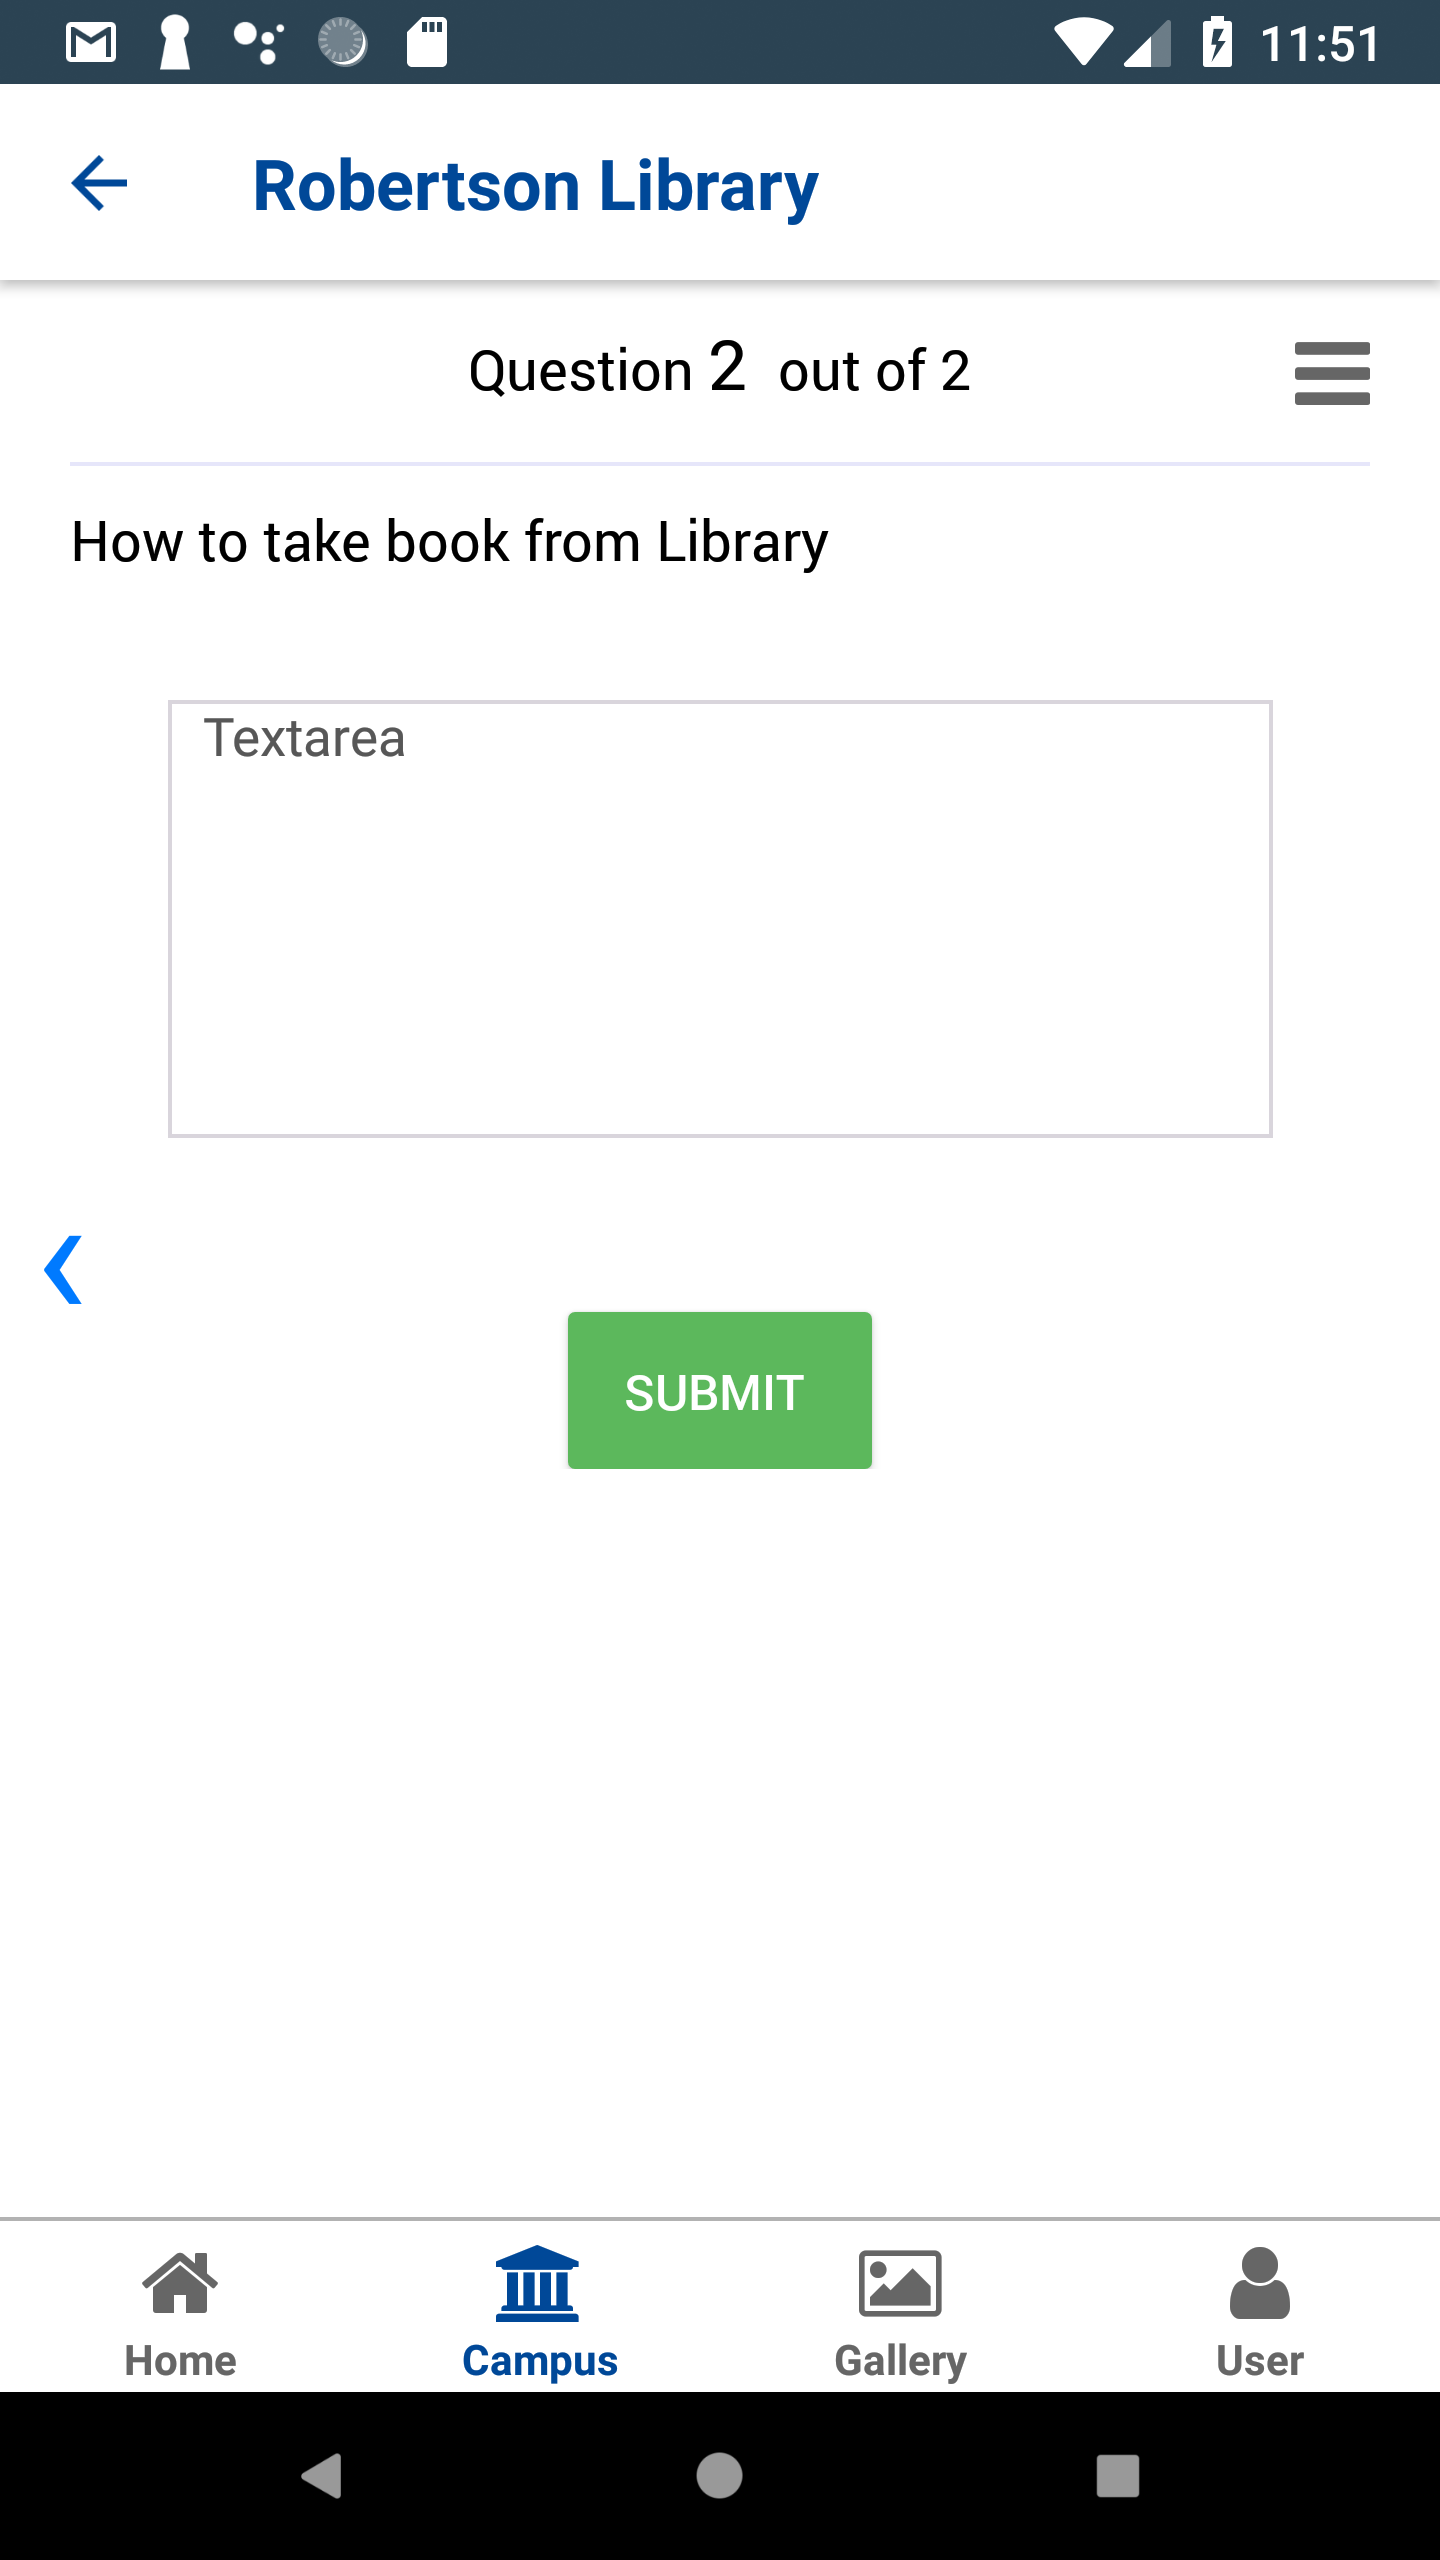 11:51
Robertson Library
Question 2 out of 2
How to take book from Library
Textarea
SUBMIT
Home Campus Gallery User